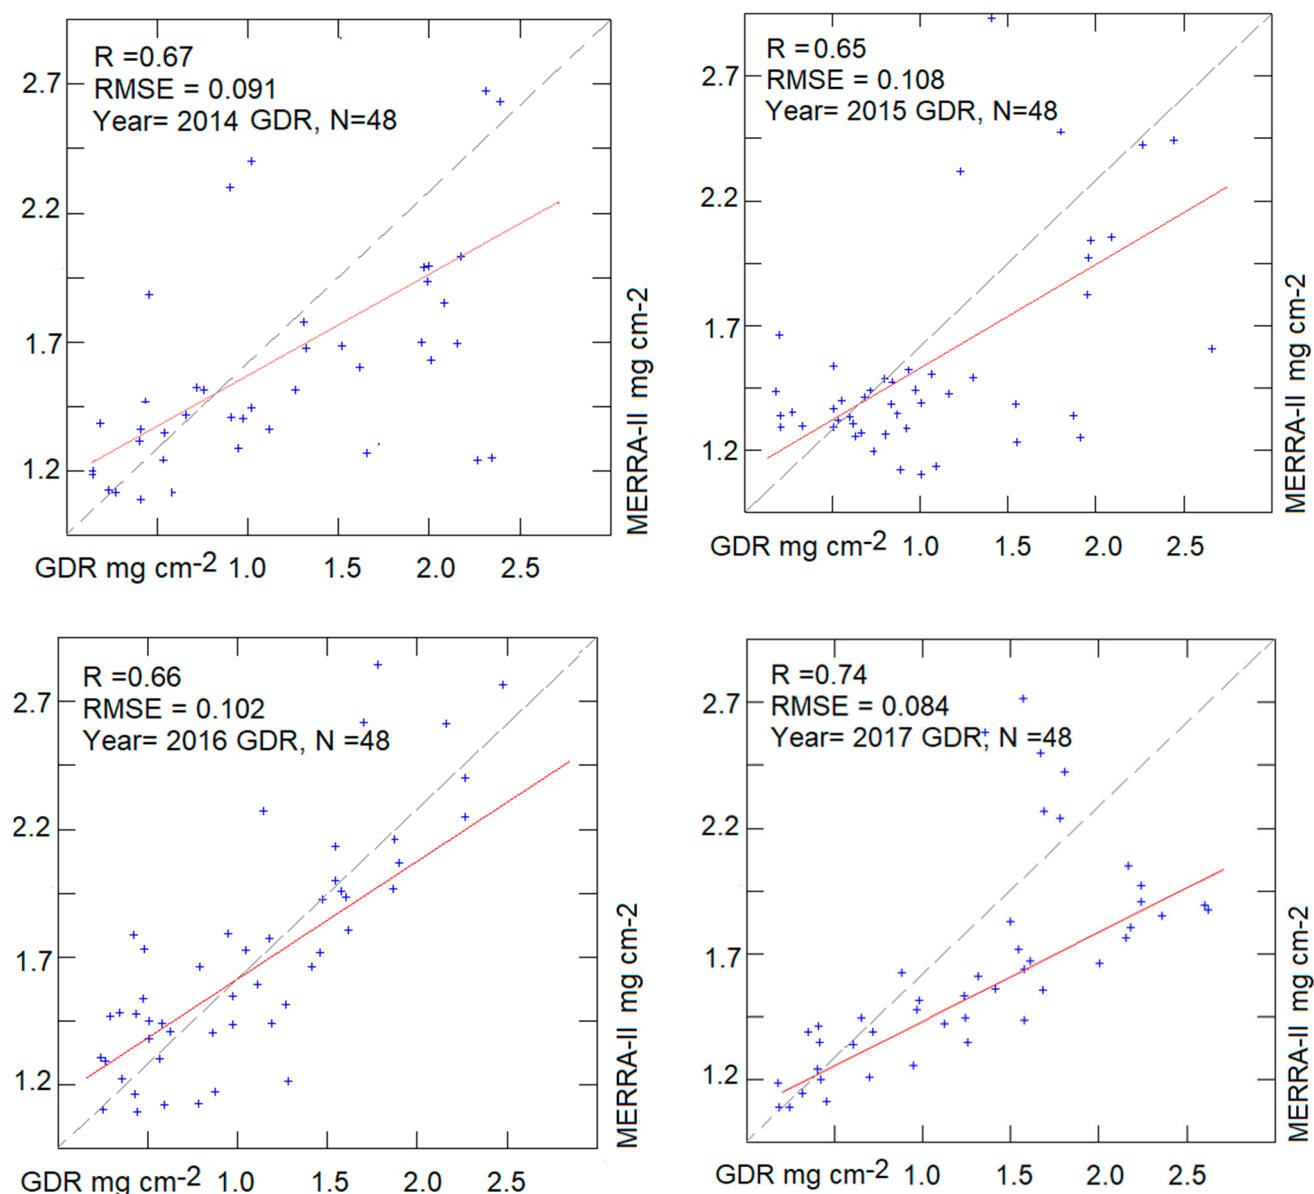 R =0.67
RMSE = 0.091
Year= 2014 GDR, N=48
2.7
2.2
1.7
1.2
GDR mg cm-2 1.0 1.5 2.0 2.5
MERRA-II mg cm-2
R =0.65
RMSE = 0.108
Year= 2015 GDR, N=48
2.7
2.2
1.7
1.2
GDR mg cm-2 1.0 1.5 2.0 2.5
MERRA-II mg cm-2
R =0.66
RMSE = 0.102
Year= 2016 GDR, N =48
2.7
2.2
1.7
1.2
GDR mg cm-2 1.0 1.5 2.0 2.5
MERRA-II mg cm-2
R =0.74
RMSE = 0.084
Year= 2017 GDR, N =48
2.7
2.2
1.7
1.2
GDR mg cm-2 1.0 1.5 2.0 2.5
MERRA-II mg cm-2